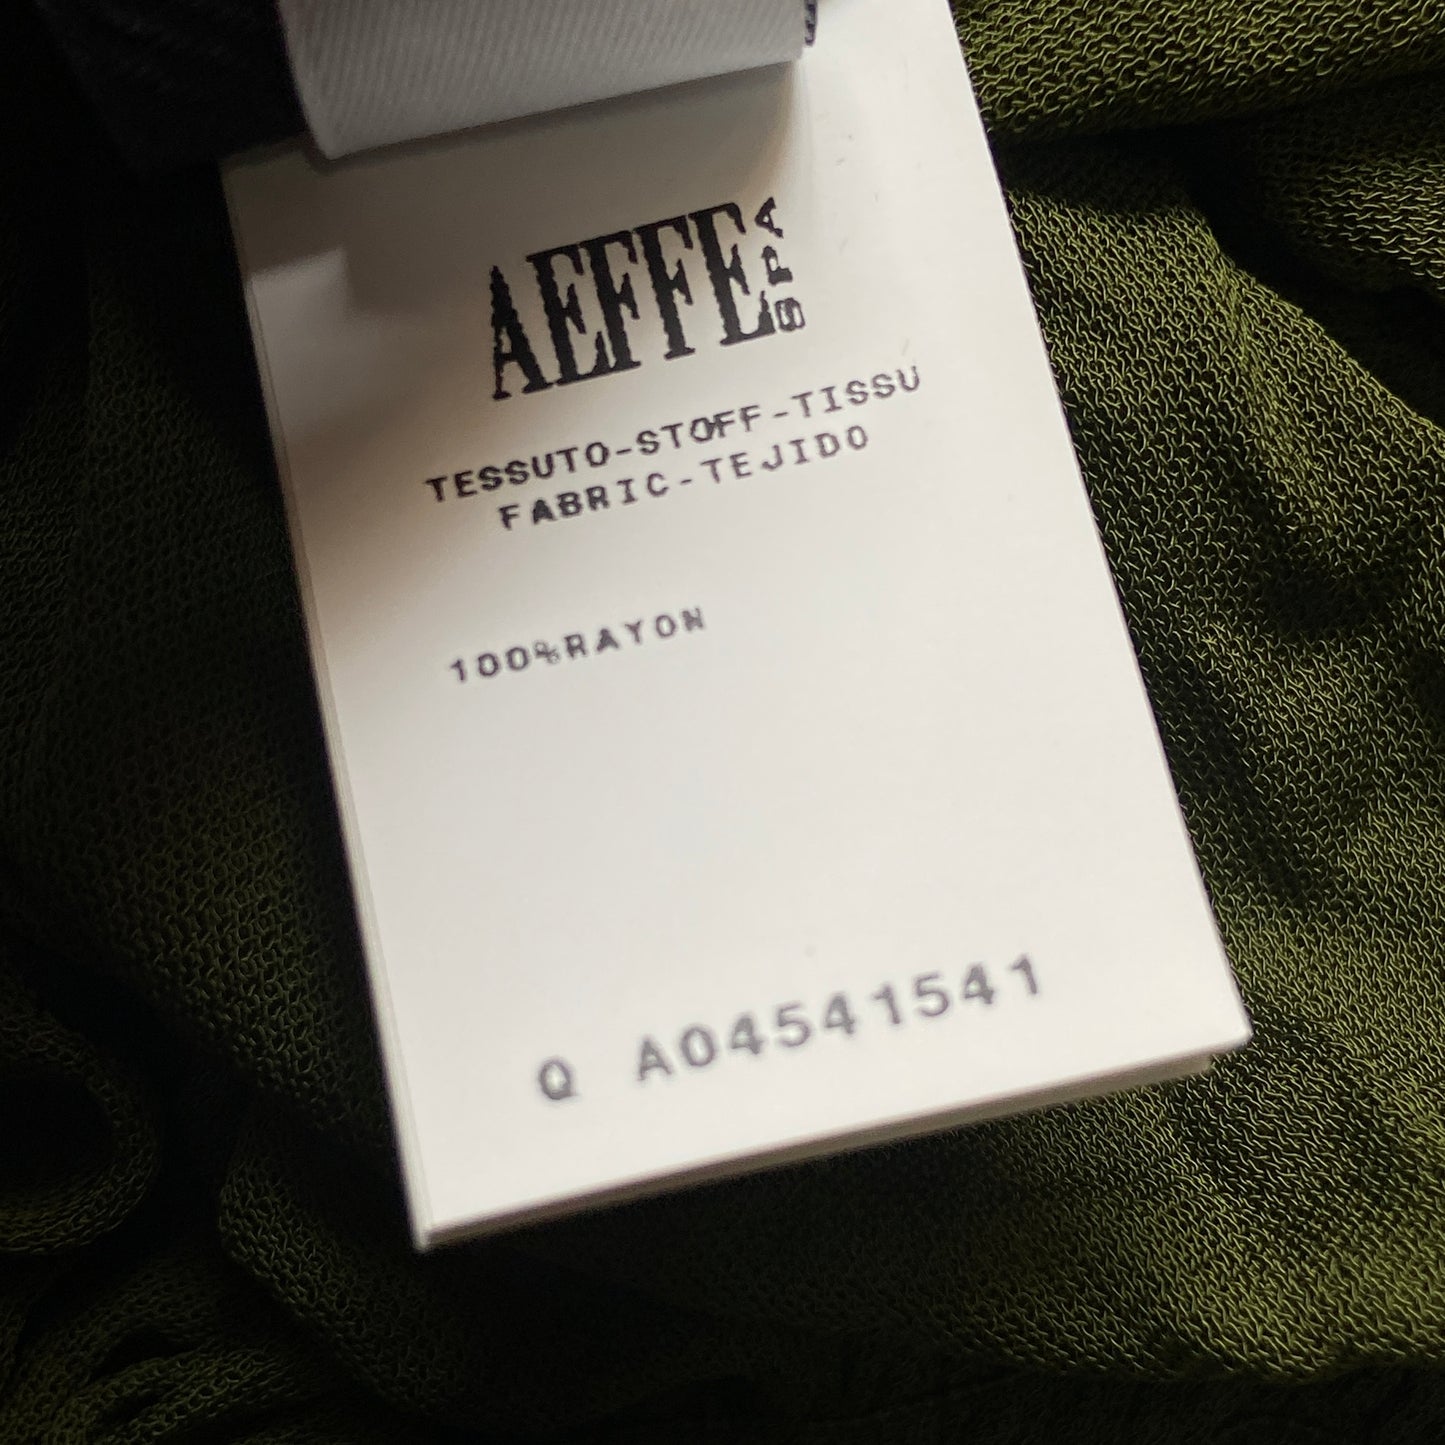 AEFFE SPA
TESSUTO-STOFF-TISSU
FABRIC-TEJIDO
100%RAYON
Q A04541541